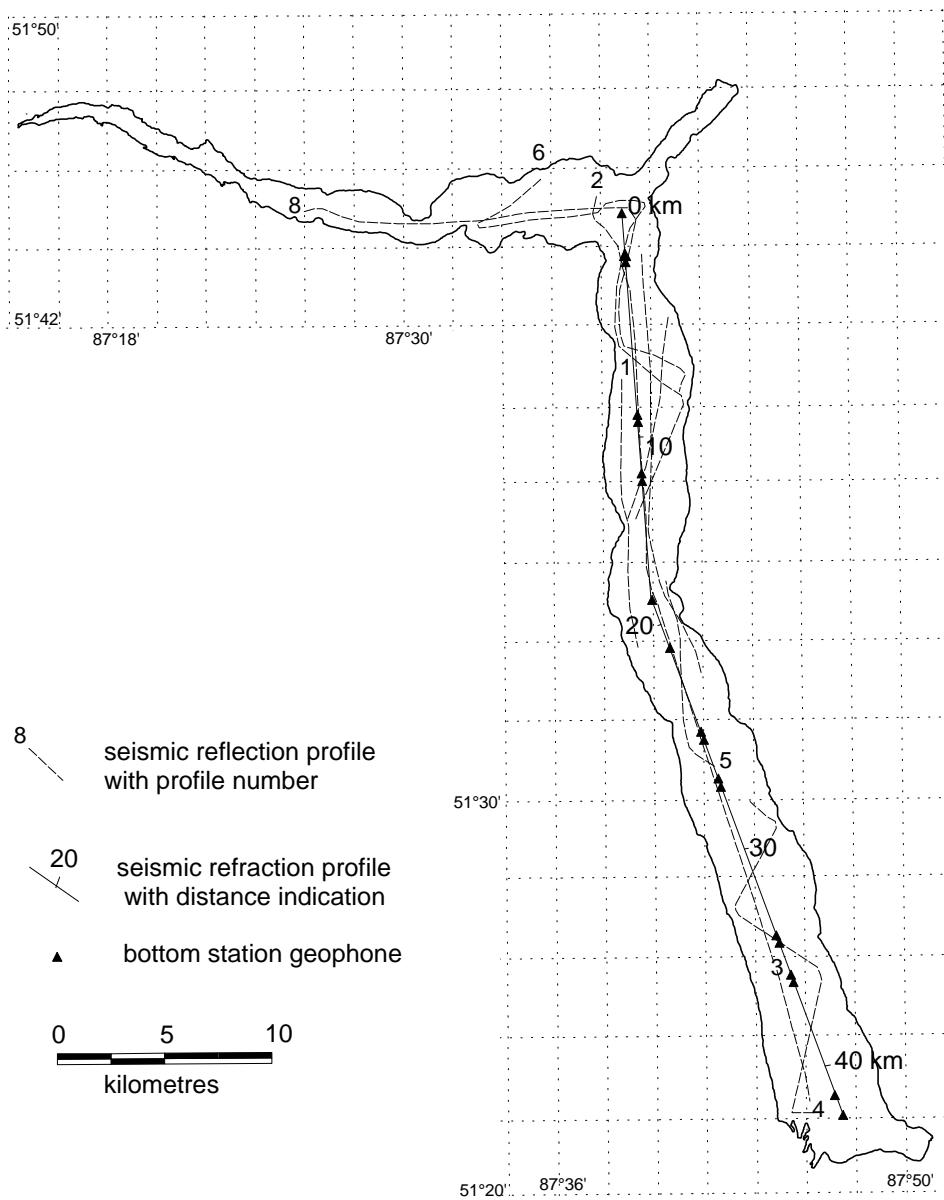 51°50'
6
2
8
0 km
51°42'
87°18'
87°30'
1
10
20
8
seismic reflection profile
with profile number
5
51°30'
30
20
seismic refraction profile
with distance indication
bottom station geophone
3
0 5 10
kilometres
40 km
4
51°20'
87°36'
87°50'